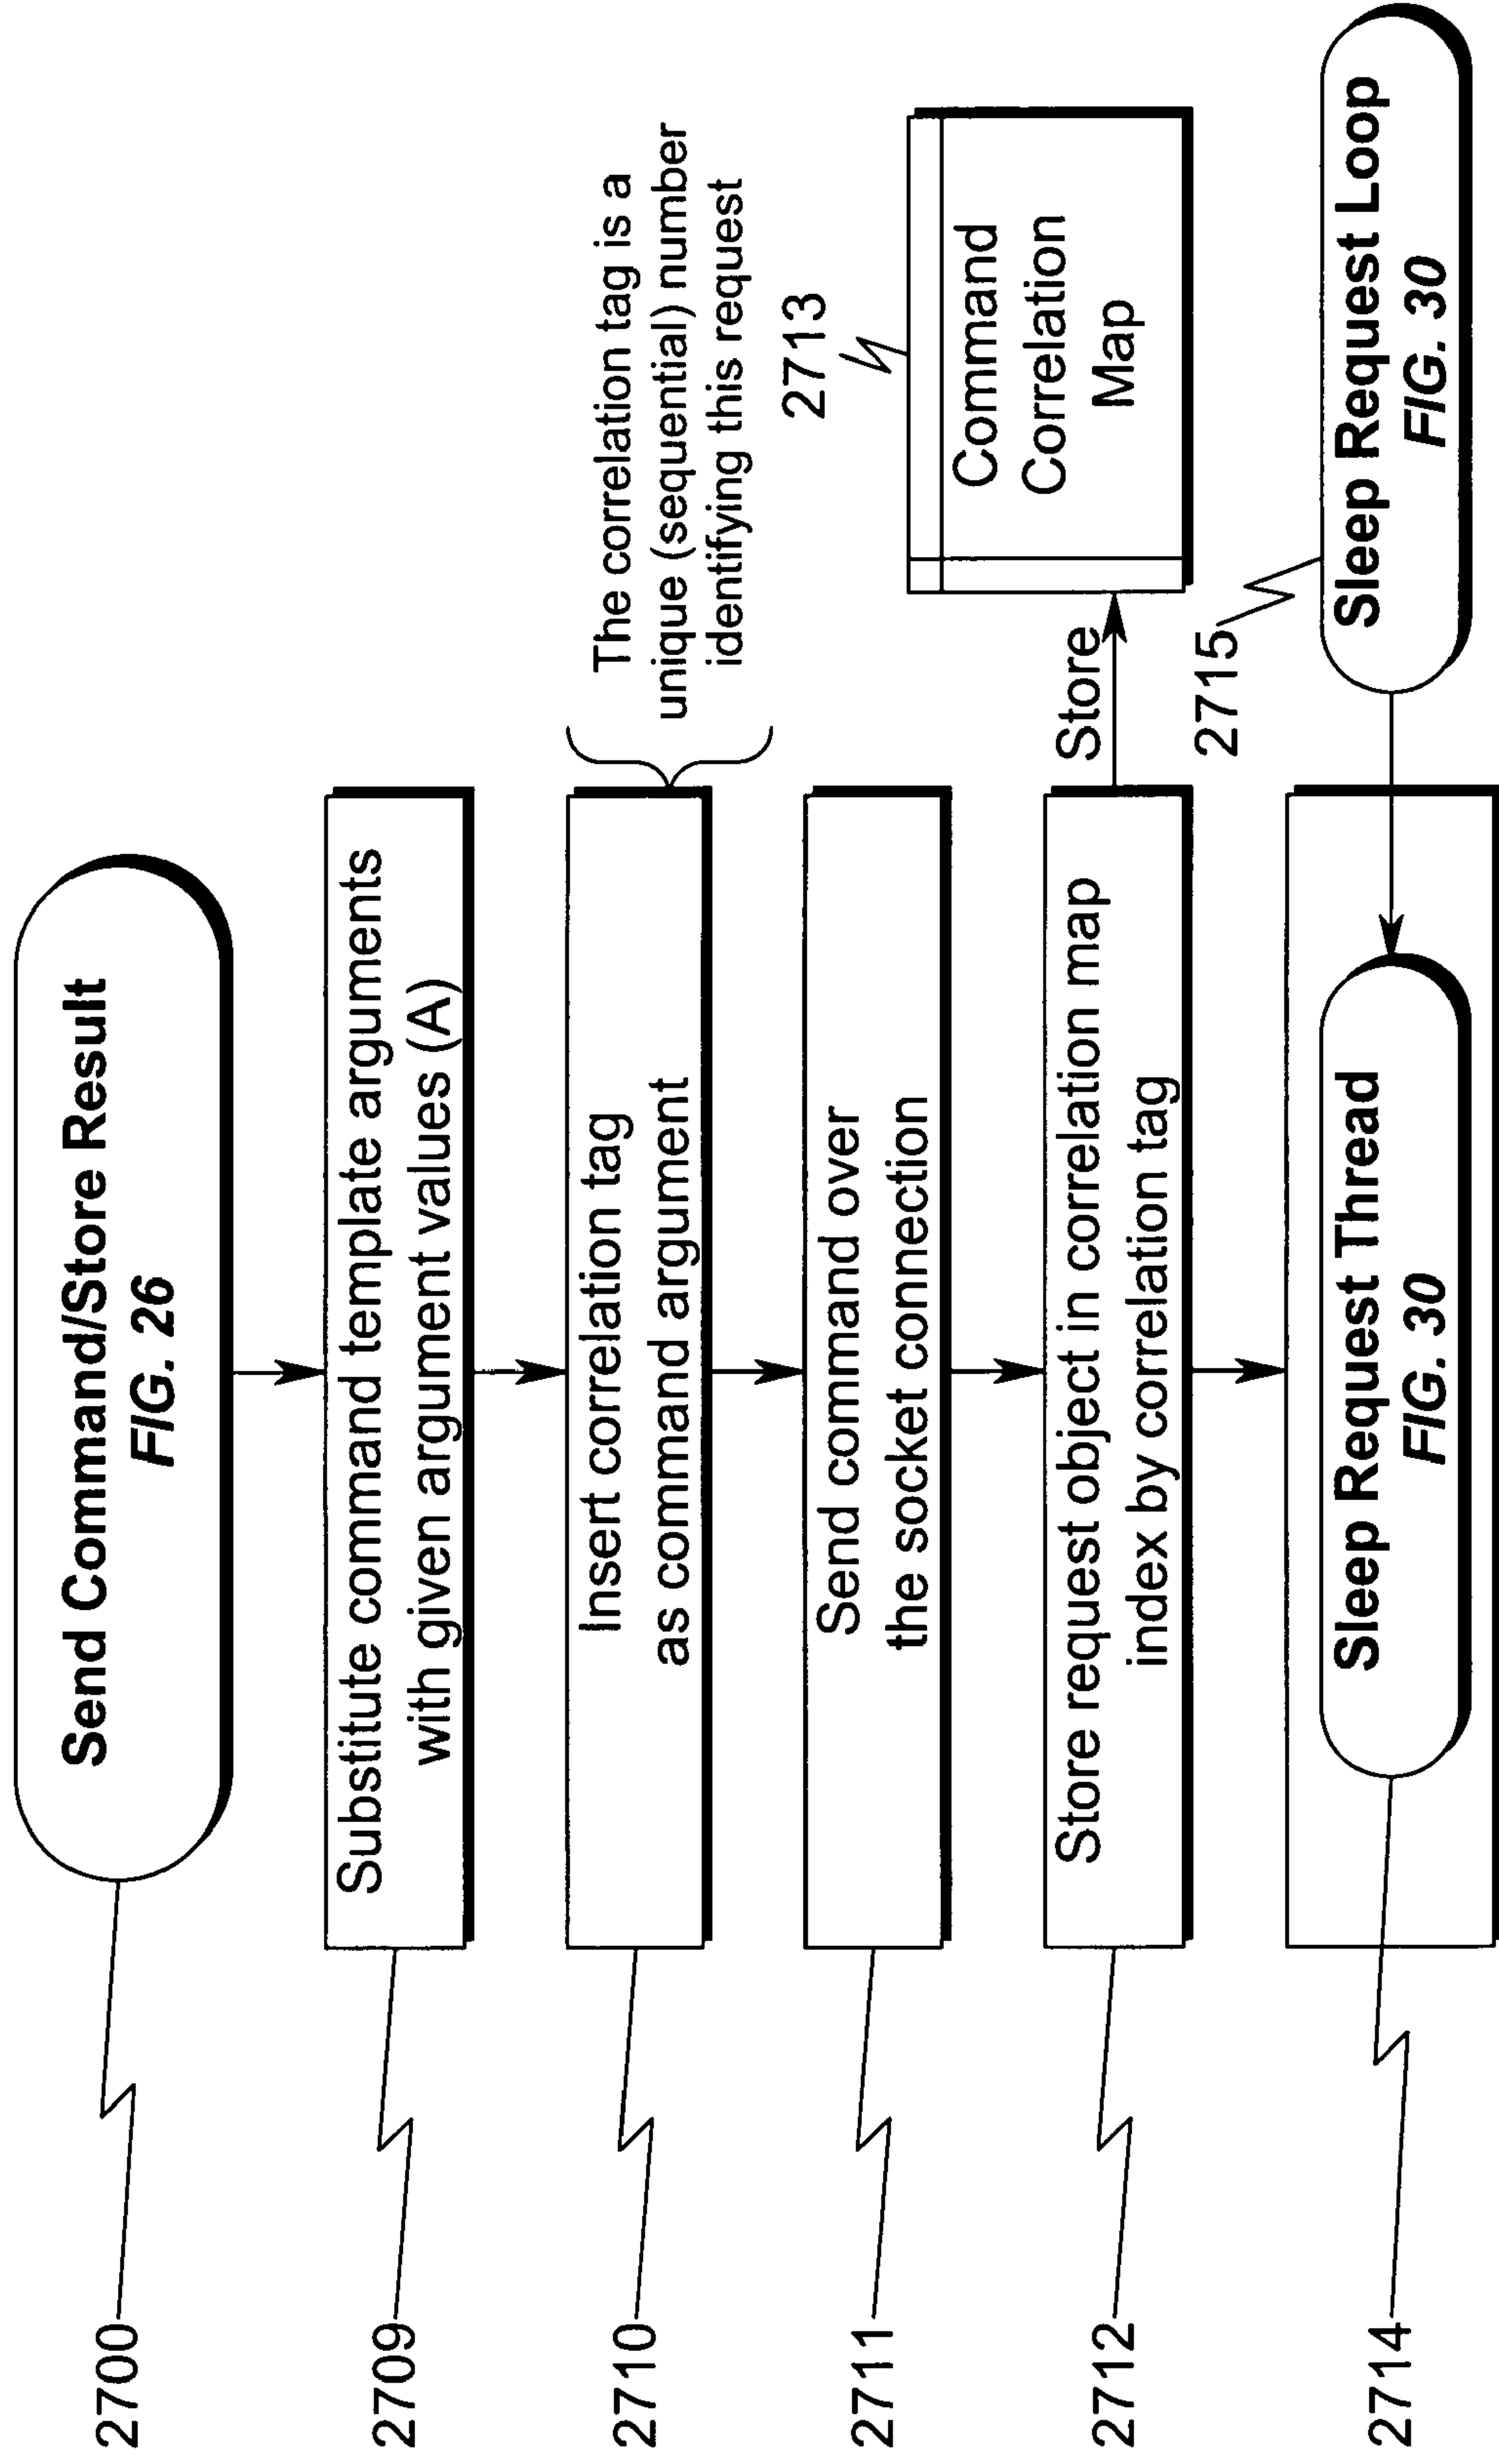 2700
Send Command/Store Result
FIG. 26
2709
Substitute command template arguments
with given argument values (A)
2710
Insert correlation tag
as command argument
The correlation tag is a
unique (sequential) number
identifying this request
2711
Send command over
the socket connection
2713
Command
Correlation
Map
2712
Store request object in correlation map
index by correlation tag
Store
2714
Sleep Request Thread
FIG. 30
2715
Sleep Request Loop
FIG. 30